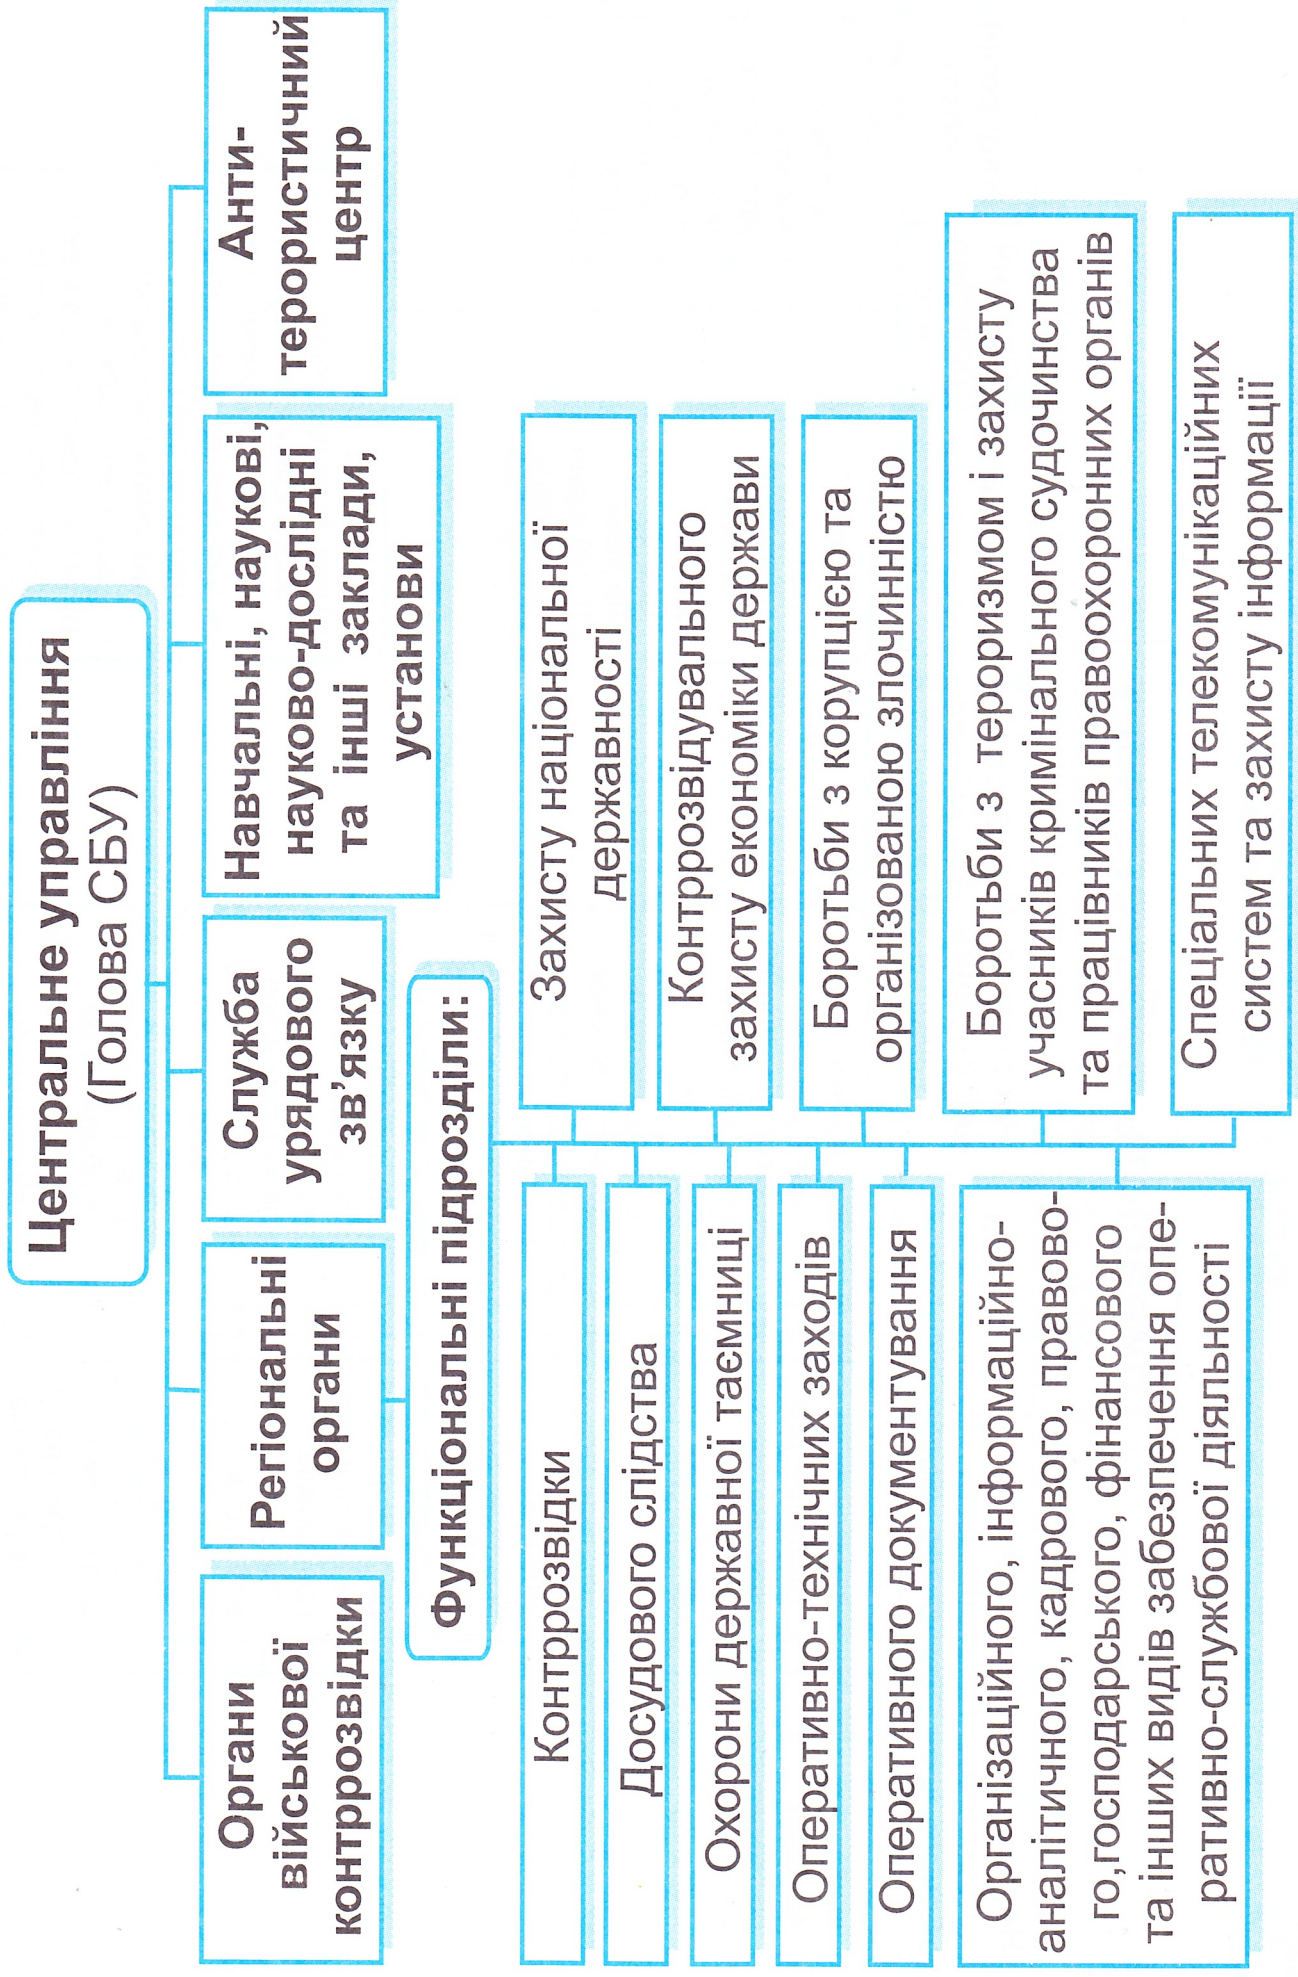 Центральне управління
(Голова СБУ)
Органи
військової
контррозвідки
Регіональні
органи
Служба
урядового
зв’язку
Навчальні, наукові,
науково-дослідні
та інші заклади,
установи
Анти-
терористичний
центр
Функціональні підрозділи:
Контррозвідки
Досудового слідства
Охорони державної таємниці
Оперативно-технічних заходів
Оперативного документування
Організаційного, інформаційно-
аналітичного, кадрового, правово-
го,господарського, фінансового
та інших видів забезпечення опе-
ративно-службової діяльності
Захисту національної
державності
Контррозвідувального
захисту економіки держави
Боротьби з корупцією та
організованою злочинністю
Боротьби з тероризмом і захисту
учасників кримінального судочинства
та працівників правоохоронних органів
Спеціальних телекомунікаційних
систем та захисту інформації